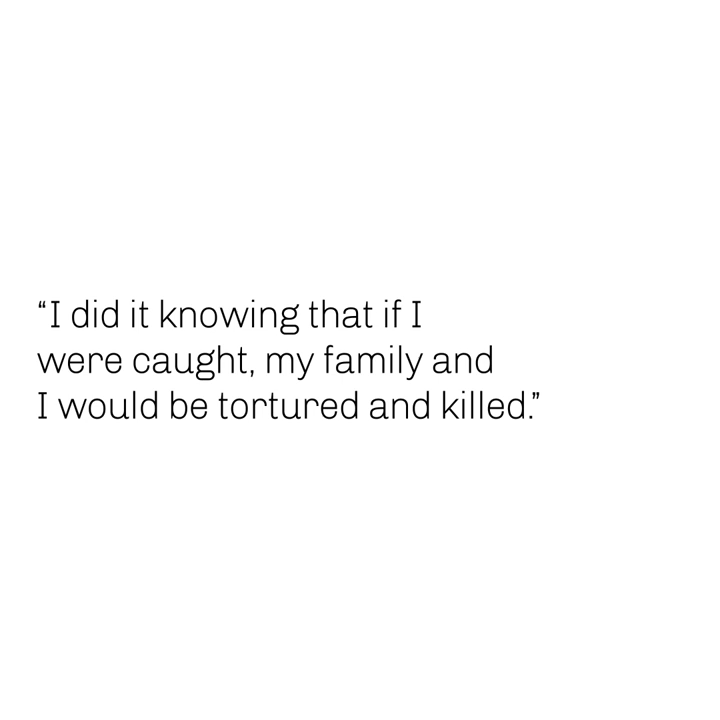 “I did it knowing that if I
were caught, my family and
I would be tortured and killed.”